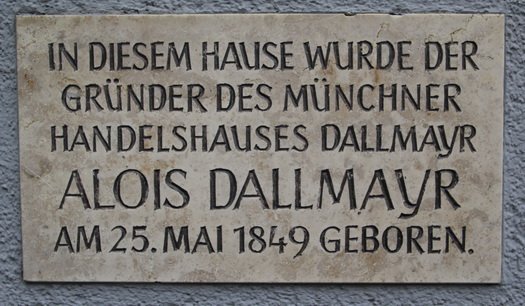 IN DIESEM HAUSE WURDE DER
GRÜNDER DES MÜNCHNER
HANDELSHAUSES DALLMAYR
ALOIS DALLMAYR
AM 25. MAI 1849 GEBOREN.